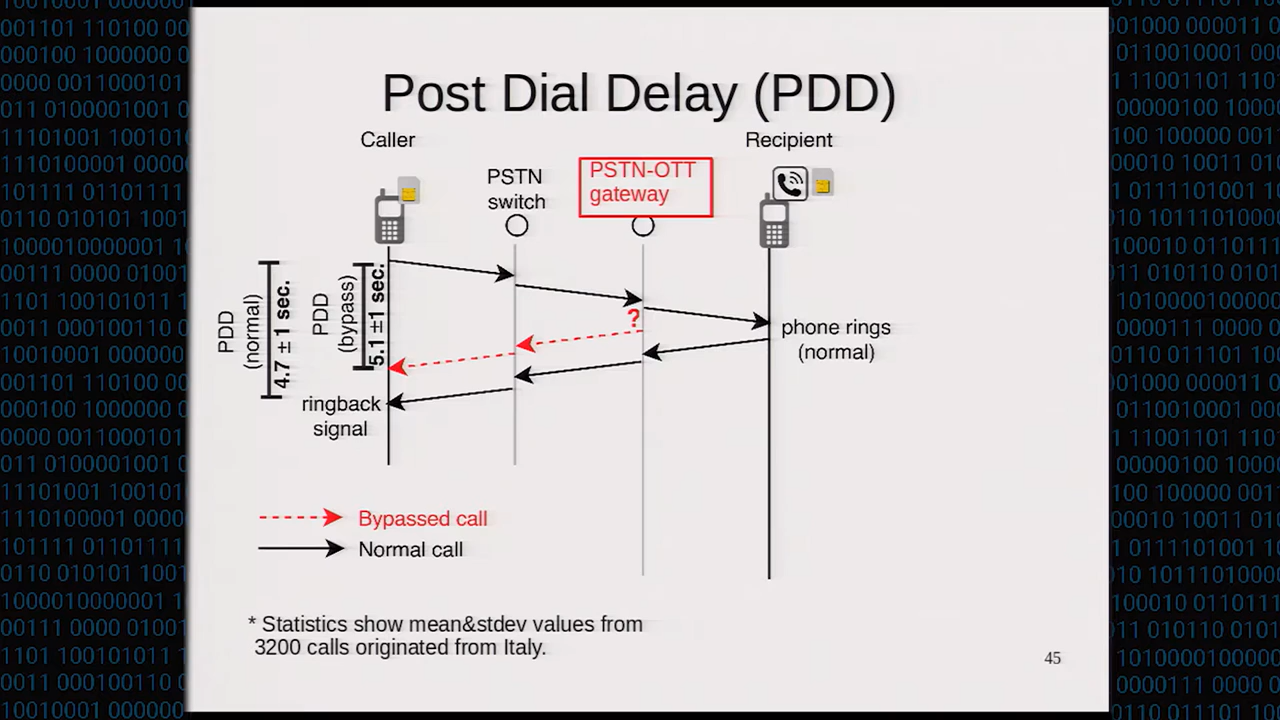 Post Dial Delay (PDD)
Caller
Recipient
PSTN
switch
PSTN-OTT
gateway
PDD
(normal)
4.7 ± 1 sec.
PDD
(bypass)
5.1 ±1 sec.
?
phone rings
(normal)
ringback
signal
Bypassed call
Normal call
* Statistics show mean&stdev values from
3200 calls originated from Italy.
45